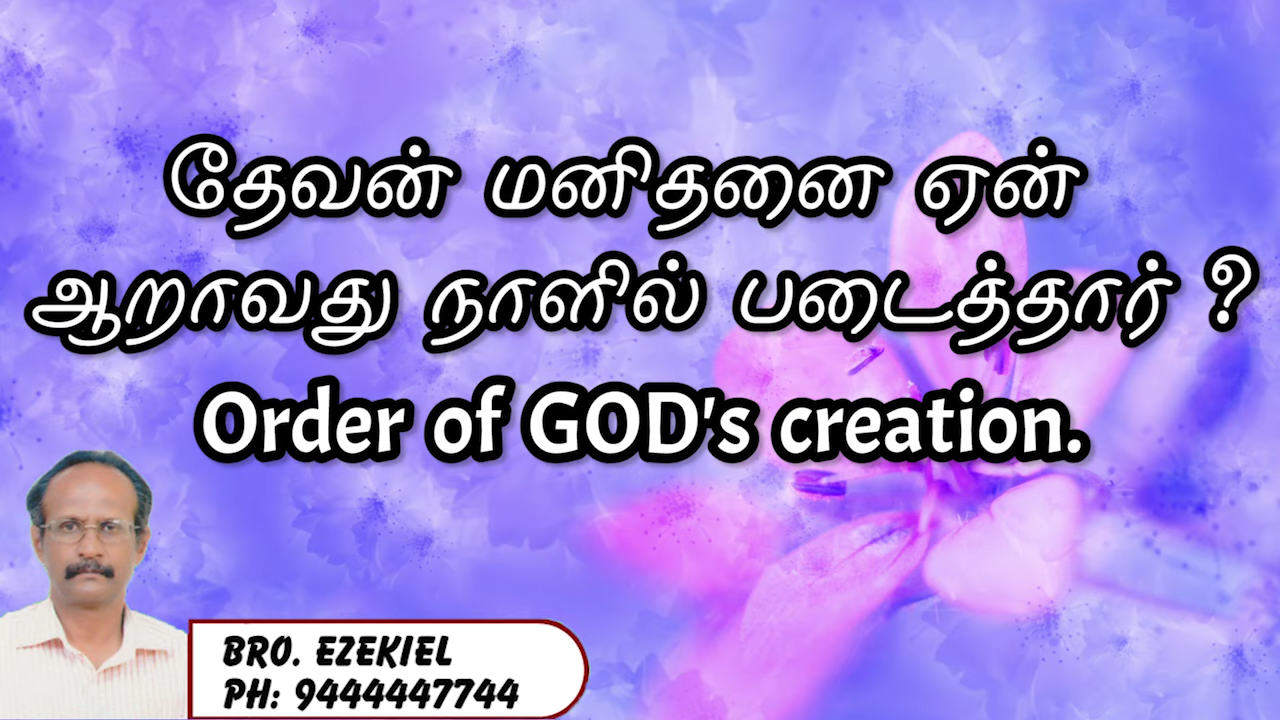 தேவன் மனிதனை ஏன்
ஆறாவது நாளில் படைத்தார் ?
Order of GOD's creation.
BRO. EZEKIEL
PH: 9444447744